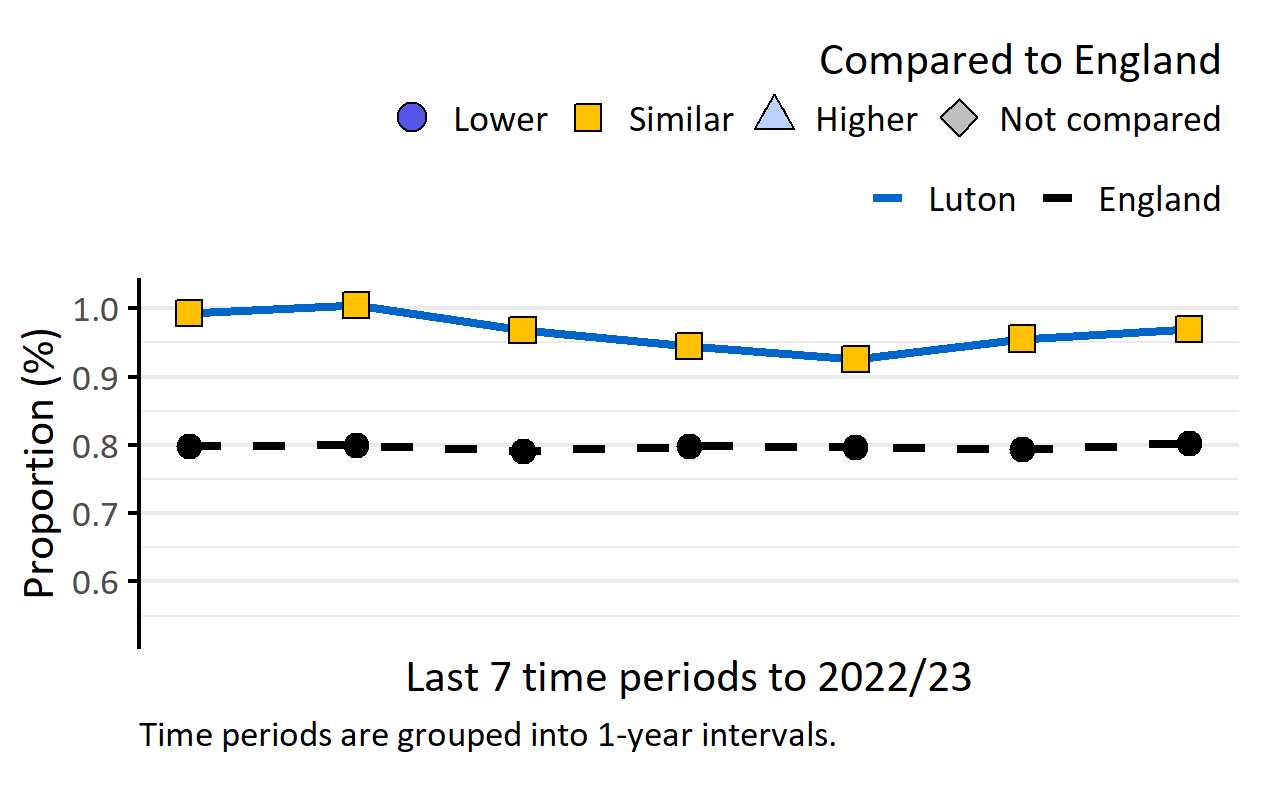 Compared to England
Lower Similar Higher Not compared
Luton England
Proportion (%)
1.0
0.9
0.8
0.7
0.6
Last 7 time periods to 2022/23
Time periods are grouped into 1-year intervals.